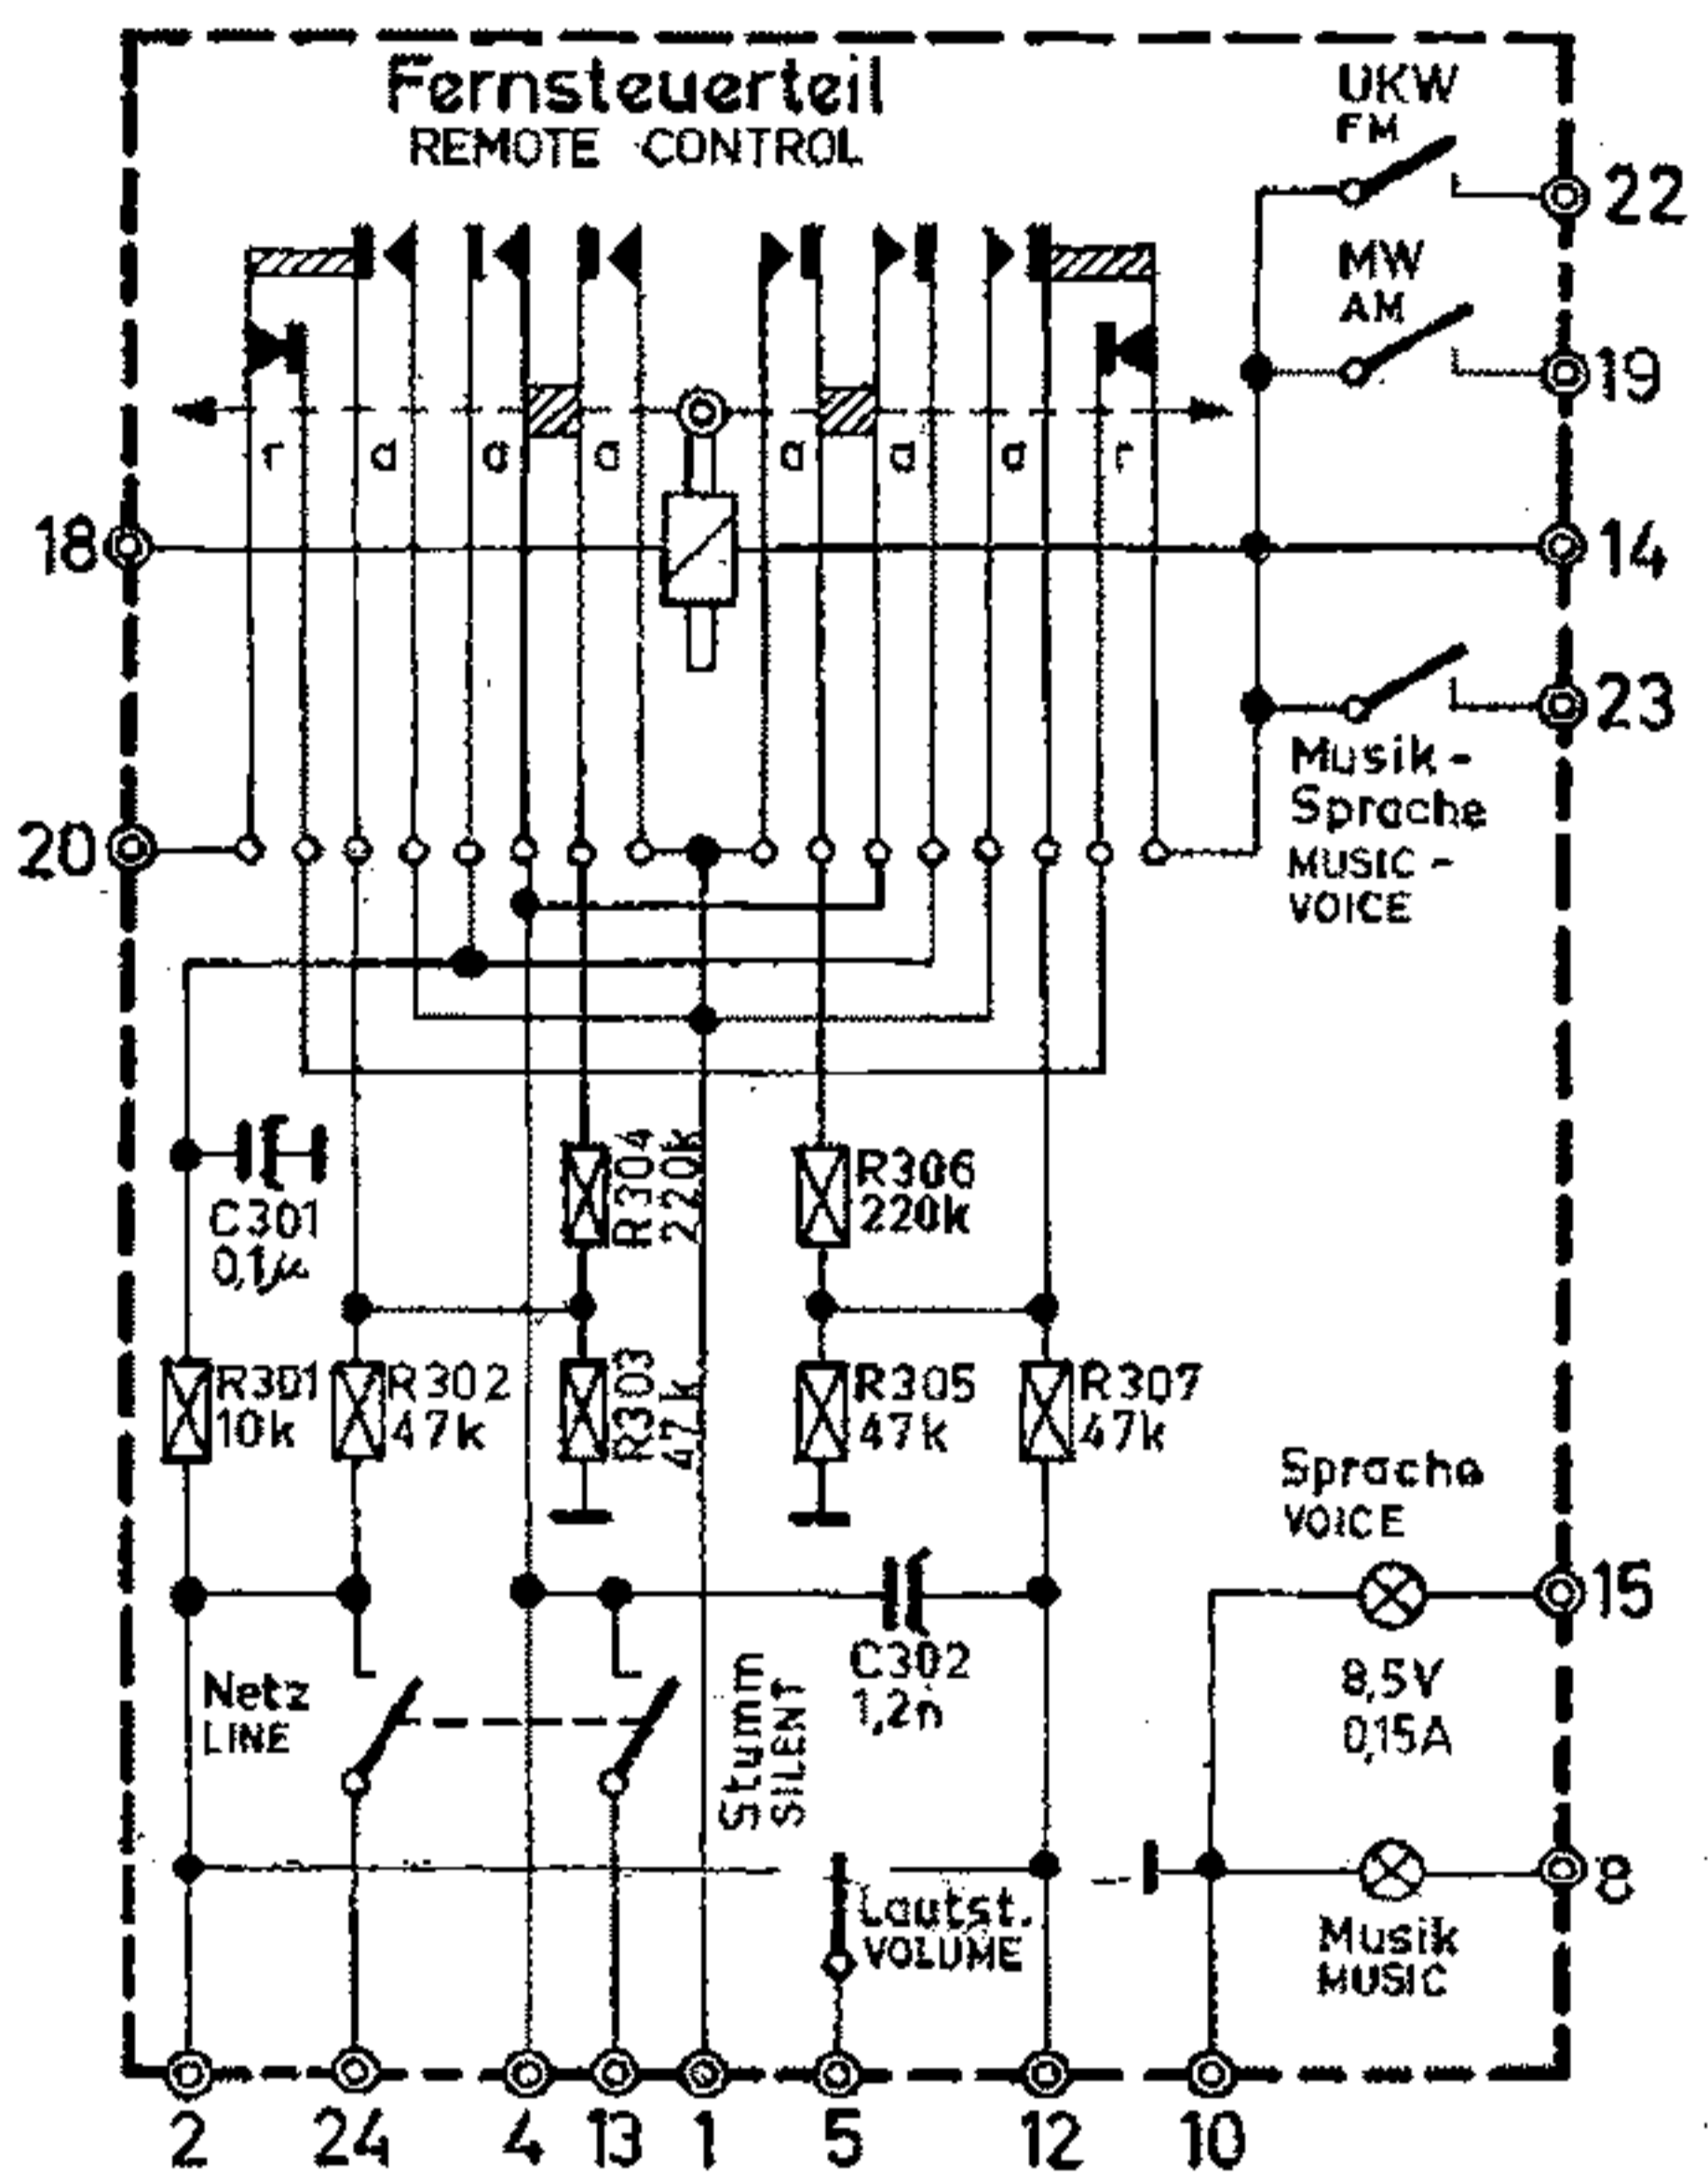 Fernsteuerteil
REMOTE CONTROL
UKW
FM
22
MW
AM
19
r d a a a d d r
18
14
23
Musik-
Sprache
MUSIC-
VOICE
20
R304
220k
R306
220k
C301
0,1µ
R301
10k
R302
47k
R303
47k
R305
47k
R307
47k
Sprache
VOICE
15
C302
1,2n
8,5V
0,15A
Netz
LINE
Stumm
SILENT
8
Lautst.
VOLUME
Musik
MUSIC
2 24 4 13 1 5 12 10